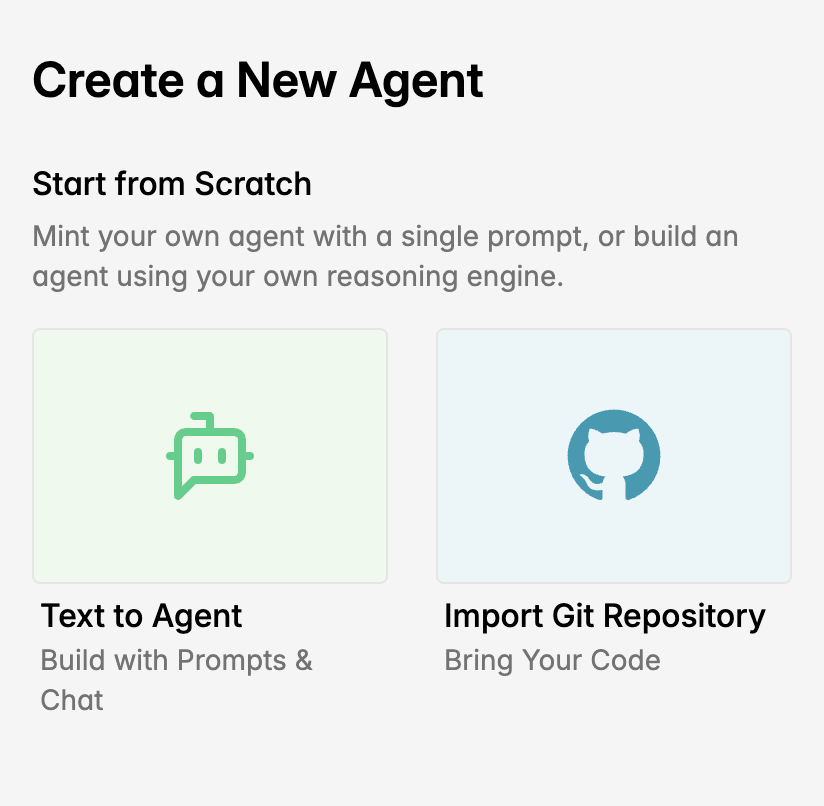 Create a New Agent
Start from Scratch
Mint your own agent with a single prompt, or build an
agent using your own reasoning engine.
Text to Agent
Build with Prompts &
Chat
Import Git Repository
Bring Your Code